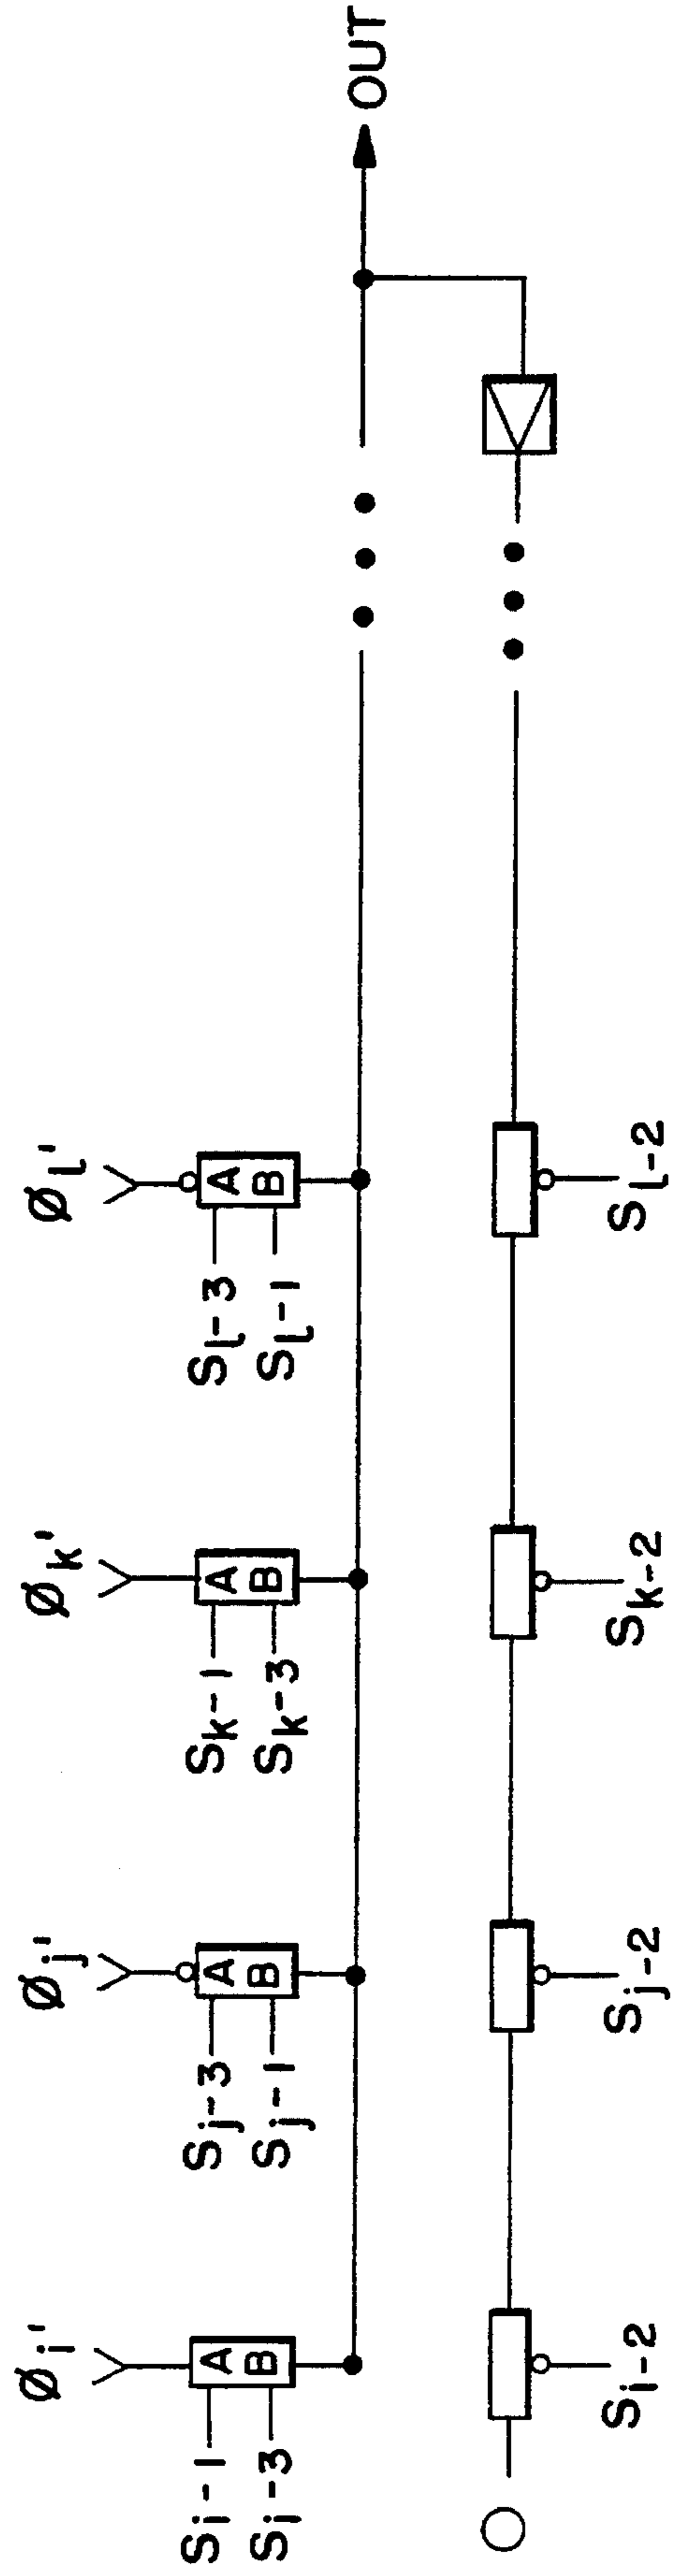 Øi'
Øj'
Øk'
Øl'
Si-1 A
Si-3 B
Sj-3 A
Sj-1 B
Sk-1 A
Sk-3 B
Sl-3 A
Sl-1 B
OUT
0
Si-2
Sj-2
Sk-2
Sl-2